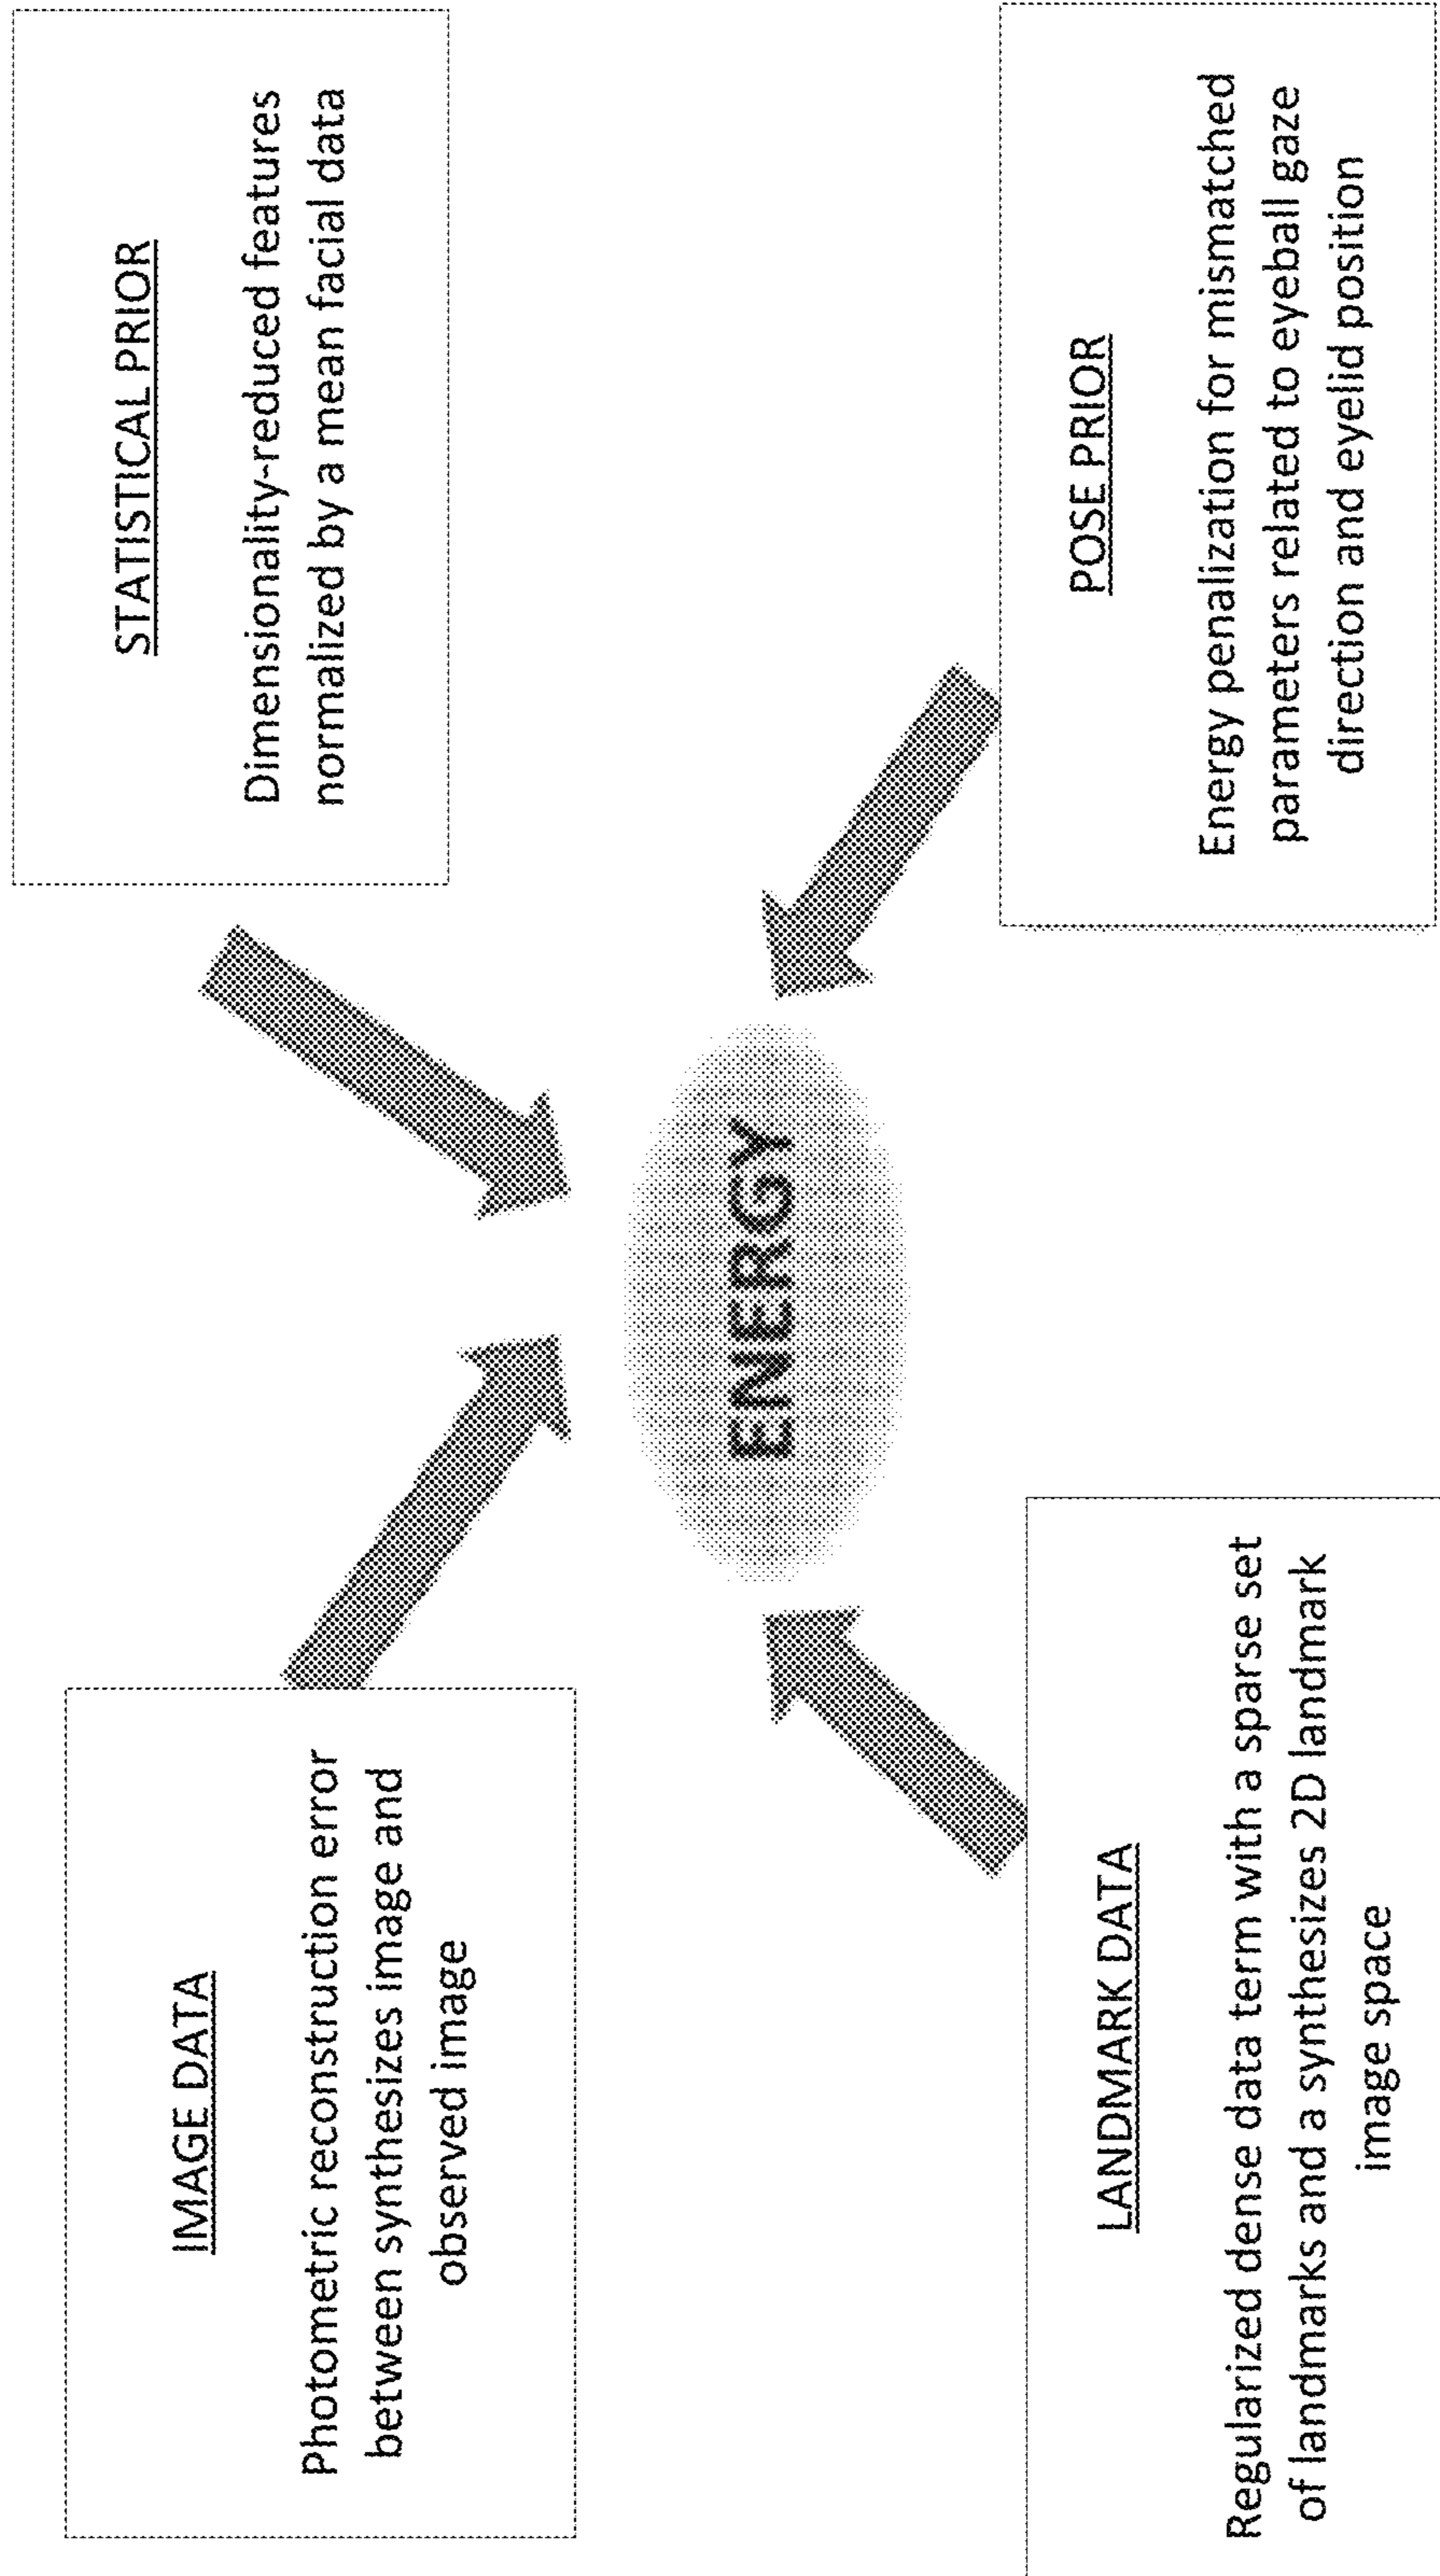 IMAGE DATA
Photometric reconstruction error
between synthesizes image and
observed image
STATISTICAL PRIOR
Dimensionality-reduced features
normalized by a mean facial data
ENERGY
LANDMARK DATA
Regularized dense data term with a sparse set
of landmarks and a synthesizes 2D landmark
image space
POSE PRIOR
Energy penalization for mismatched
parameters related to eyeball gaze
direction and eyelid position